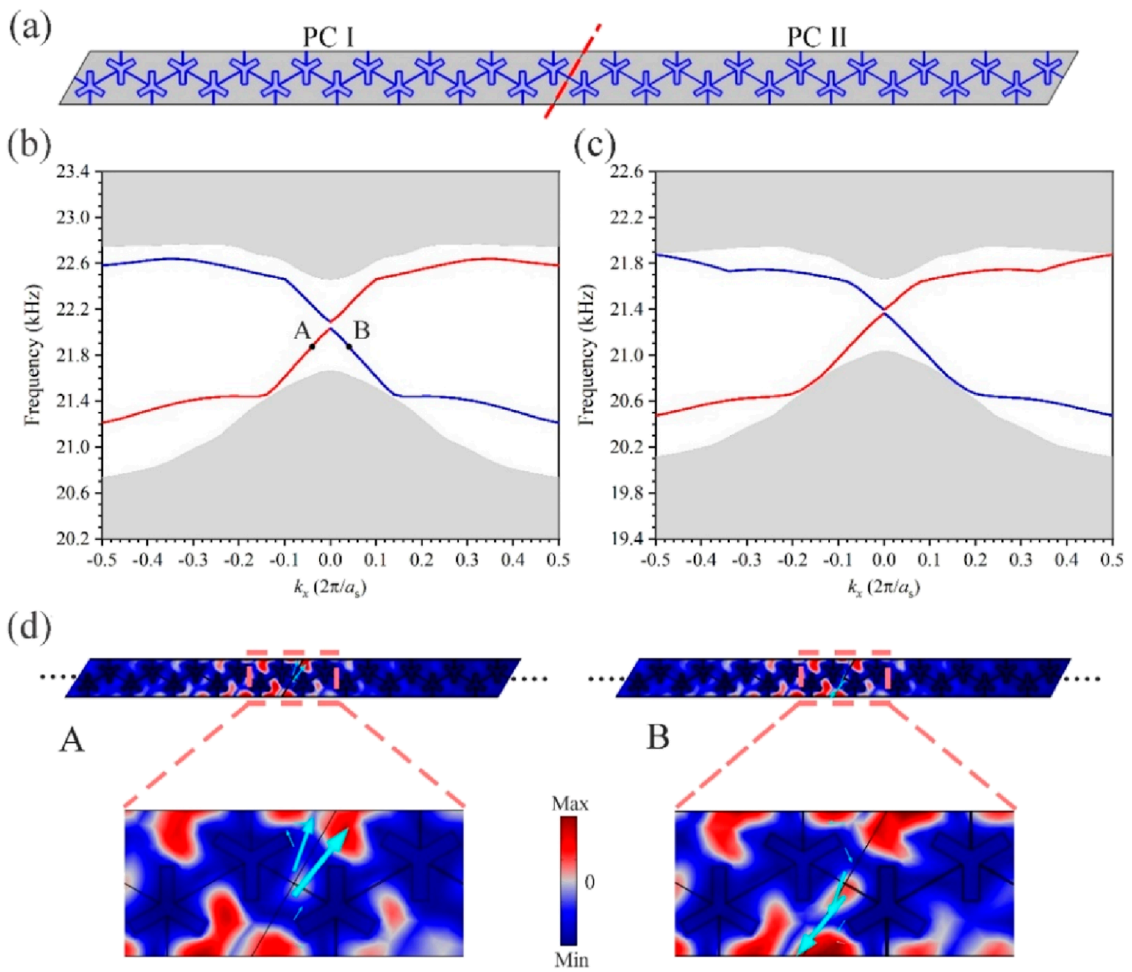 (a)
PC I
PC II
(b)
(c)
23.4
23.0
22.6
22.2
21.8
21.4
21.0
20.6
20.2
Frequency (kHz)
A
B
-0.5 -0.4 -0.3 -0.2 -0.1 0.0 0.1 0.2 0.3 0.4 0.5
kₓ (2π/aₛ)
22.6
22.2
21.8
21.4
21.0
20.6
20.2
19.8
19.4
Frequency (kHz)
-0.5 -0.4 -0.3 -0.2 -0.1 0.0 0.1 0.2 0.3 0.4 0.5
kₓ (2π/aₛ)
(d)
A
B
Max
0
Min